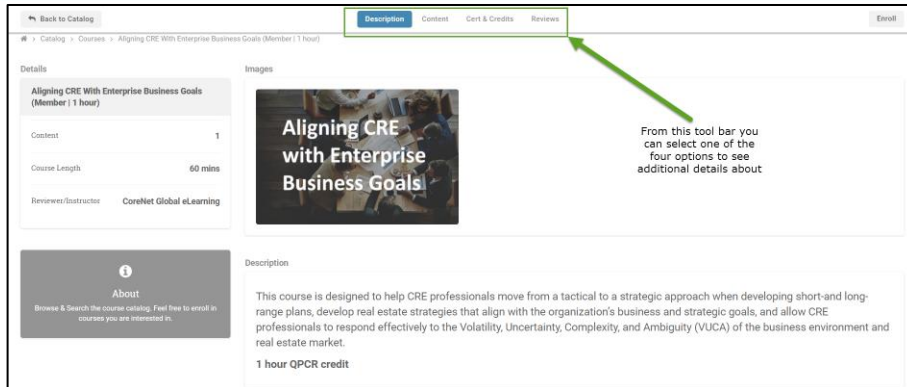 Back to Catalog
Description Content Cert & Credits Reviews
Enroll
> Catalog > Courses > Aligning CRE With Enterprise Business Goals (Member | 1 hour)
Details
Aligning CRE With Enterprise Business Goals
(Member | 1 hour)
Content 1
Course Length 60 mins
Reviewer/Instructor CoreNet Global eLearning
About
Browse & Search the course catalog. Feel free to enroll in
courses you are interested in.
Images
Aligning CRE
with Enterprise
Business Goals
From this tool bar you
can select one of the
four options to see
additional details about
Description
This course is designed to help CRE professionals move from a tactical to a strategic approach when developing short-and long-
range plans, develop real estate strategies that align with the organization's business and strategic goals, and allow CRE
professionals to respond effectively to the Volatility, Uncertainty, Complexity, and Ambiguity (VUCA) of the business environment and
real estate market.
1 hour QPCR credit